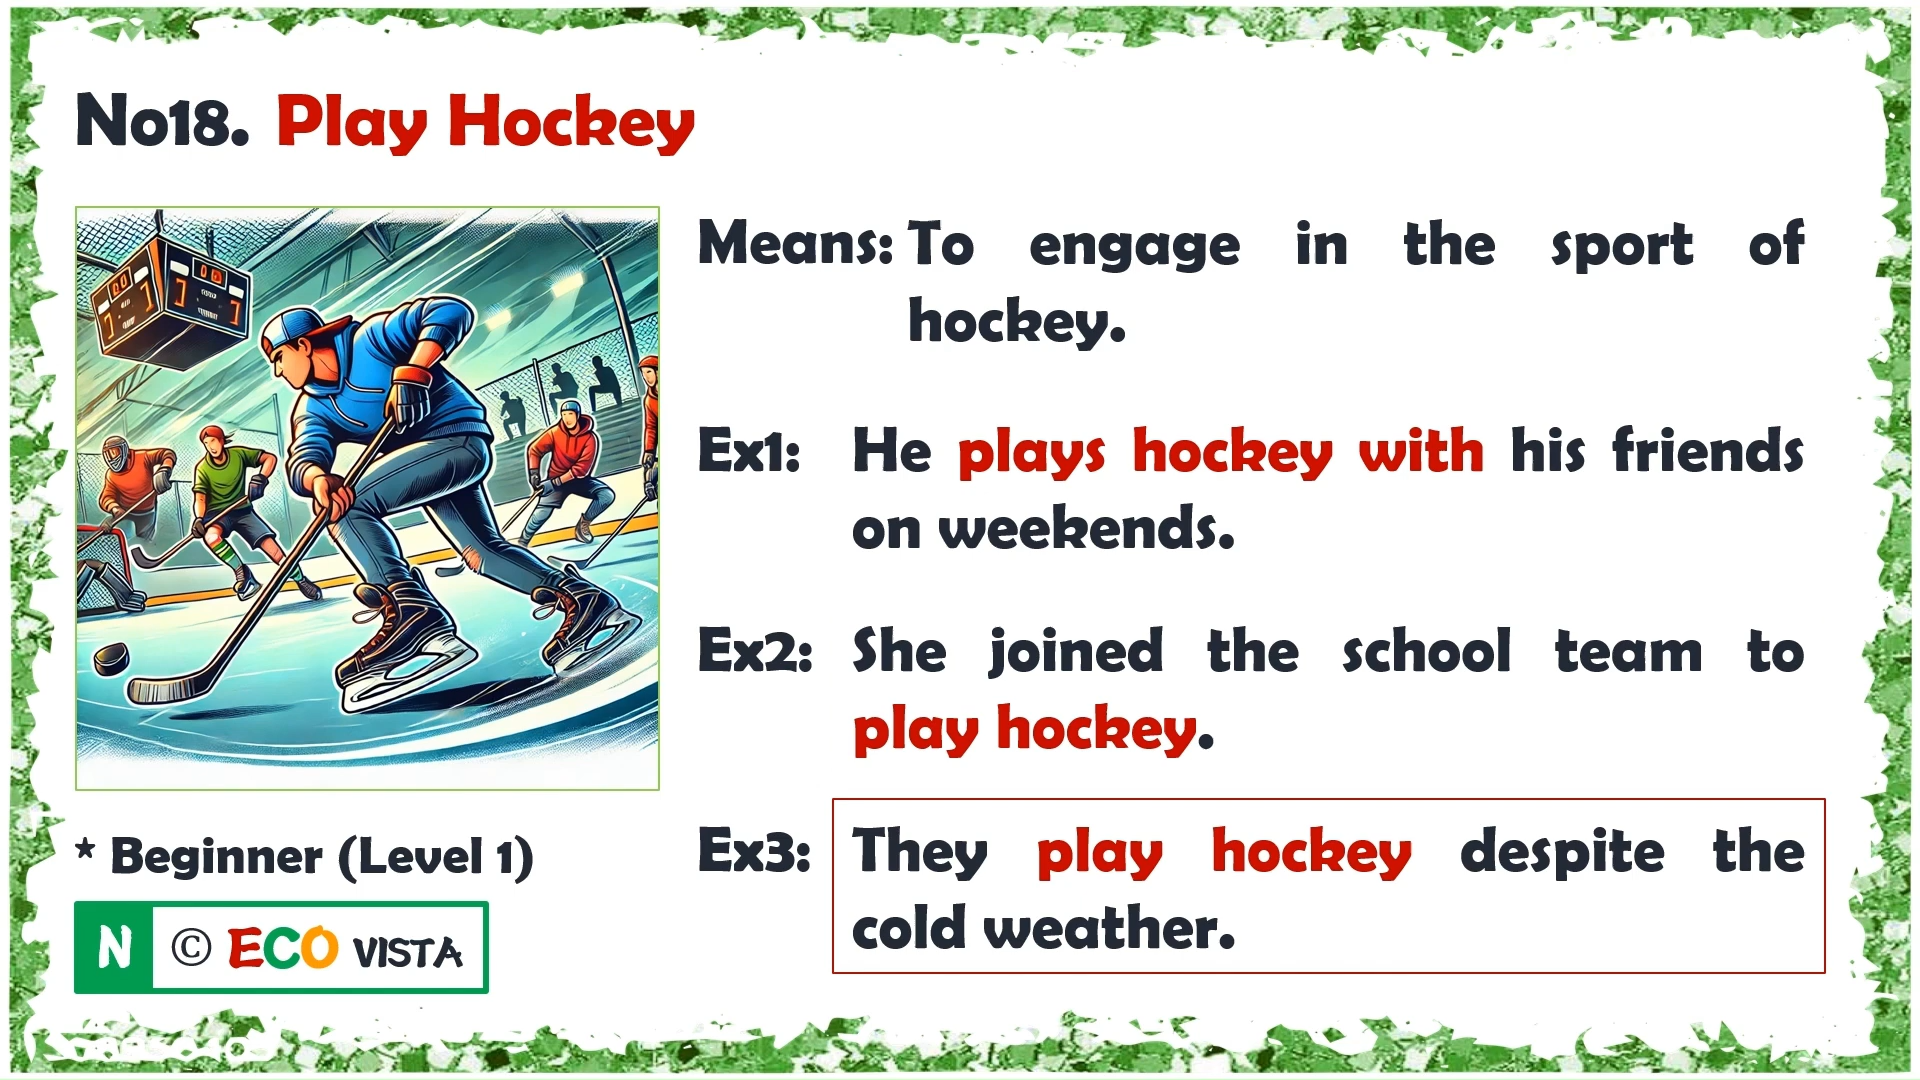 No18. Play Hockey
Means: To engage in the sport of
hockey.
Ex1: He plays hockey with his friends
on weekends.
Ex2: She joined the school team to
play hockey.
Ex3: They play hockey despite the
cold weather.
* Beginner (Level 1)
N © ECO VISTA